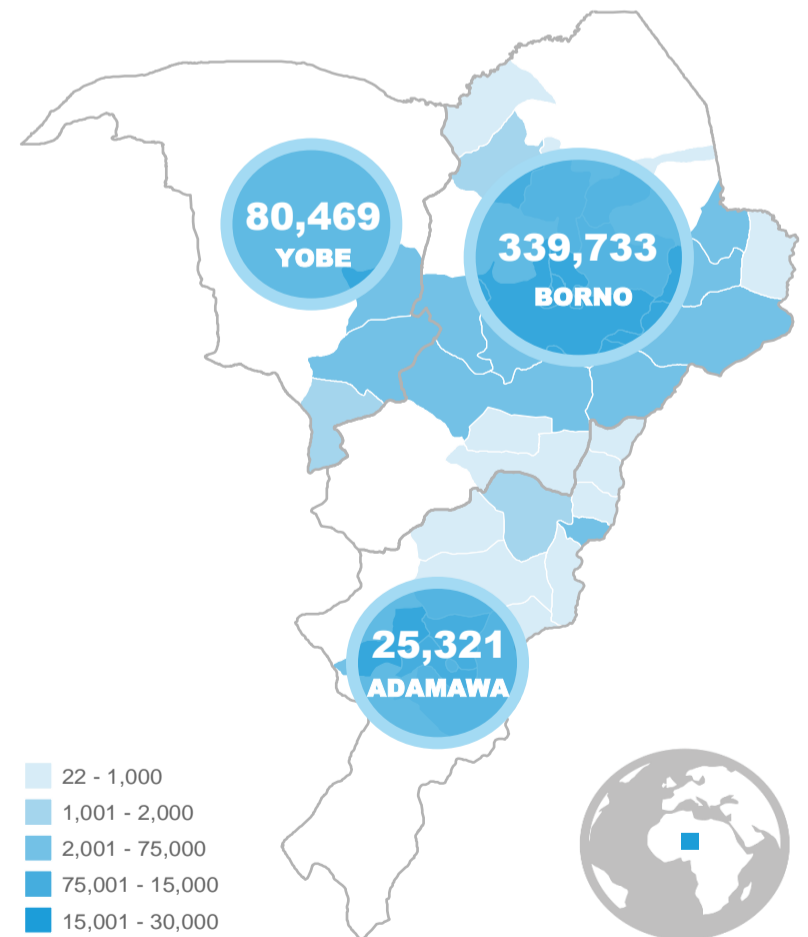 80,469
YOBE
339,733
BORNO
25,321
ADAMAWA
22 - 1,000
1,001 - 2,000
2,001 - 75,000
75,001 - 15,000
15,001 - 30,000